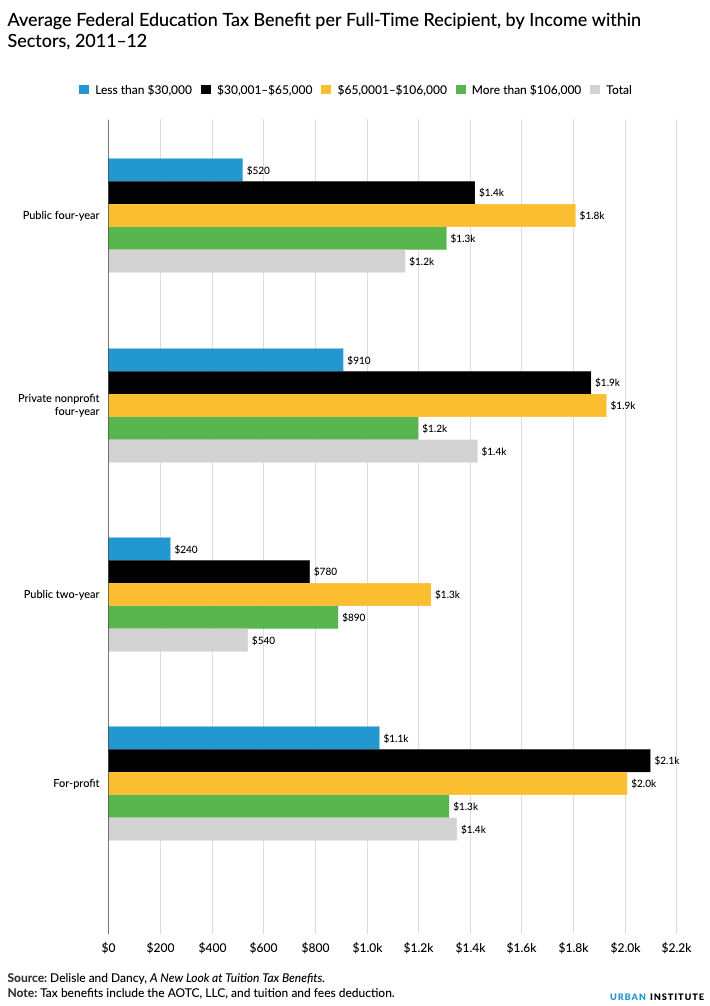 Average Federal Education Tax Benefit per Full-Time Recipient, by Income within
Sectors, 2011–12
Less than $30,000 $30,001–$65,000 $65,0001–$106,000 More than $106,000 Total
$520
$1.4k
Public four-year $1.8k
$1.3k
$1.2k
$910
$1.9k
Private nonprofit
four-year
$1.9k
$1.2k
$1.4k
$240
$780
Public two-year $1.3k
$890
$540
$1.1k
$2.1k
For-profit $2.0k
$1.3k
$1.4k
$0 $200 $400 $600 $800 $1.0k $1.2k $1.4k $1.6k $1.8k $2.0k $2.2k
Source: Delisle and Dancy, A New Look at Tuition Tax Benefits.
Note: Tax benefits include the AOTC, LLC, and tuition and fees deduction.
URBAN INSTITUTE